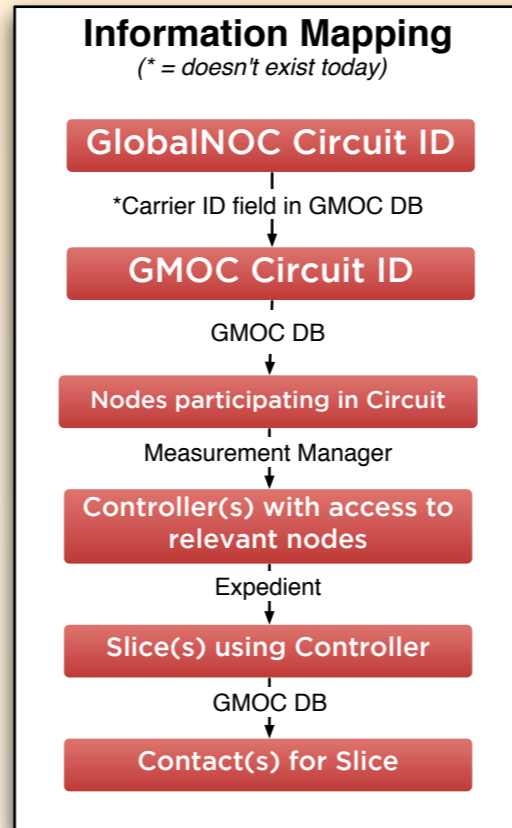 Information Mapping
(* = doesn't exist today)
GlobalNOC Circuit ID
*Carrier ID field in GMOC DB
GMOC Circuit ID
GMOC DB
Nodes participating in Circuit
Measurement Manager
Controller(s) with access to
relevant nodes
Expedient
Slice(s) using Controller
GMOC DB
Contact(s) for Slice